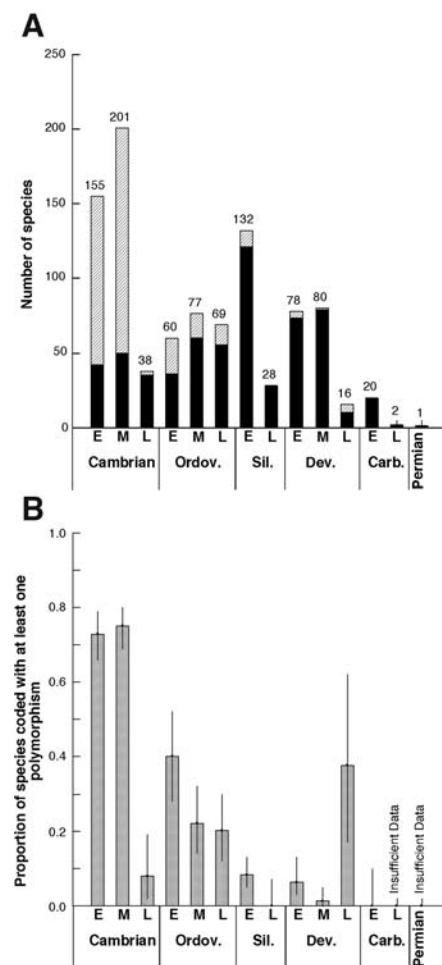 A
250
200
150
100
50
0
Number of species
155
201
38
60
77
69
132
28
78
80
16
20
2
1
E M L E M L E L E M L E L
Cambrian Ordov. Sil. Dev. Carb. Permian
B
1.0
0.8
0.6
0.4
0.2
0.0
Proportion of species coded with at least one
polymorphism
Insufficient Data
Insufficient Data
E M L E M L E L E M L E L
Cambrian Ordov. Sil. Dev. Carb. Permian